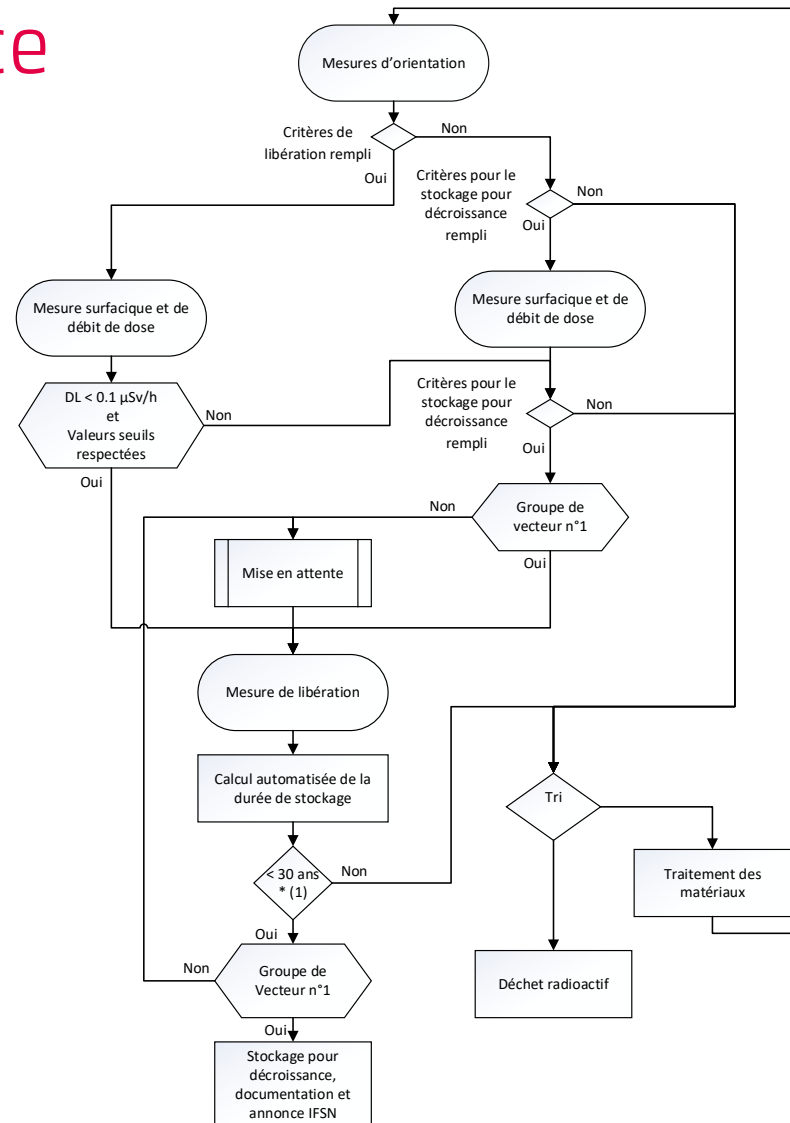 te
Mesures d'orientation
Critères de
libération rempli
Non
Oui
Critères pour le
stockage pour
décroissance
rempli
Non
Oui
Mesure surfacique et de
débit de dose
Mesure surfacique et de
débit de dose
DL < 0.1 µSv/h
et
Valeurs seuils
respectées
Non
Oui
Critères pour le
stockage pour
décroissance
rempli
Non
Oui
Groupe de
vecteur n°1
Non
Oui
Mise en attente
Mesure de libération
Calcul automatisée de la
durée de stockage
< 30 ans
* (1)
Non
Oui
Tri
Traitement des
matériaux
Groupe de
Vecteur n°1
Non
Oui
Déchet radioactif
Stockage pour
décroissance,
documentation et
annonce IFSN